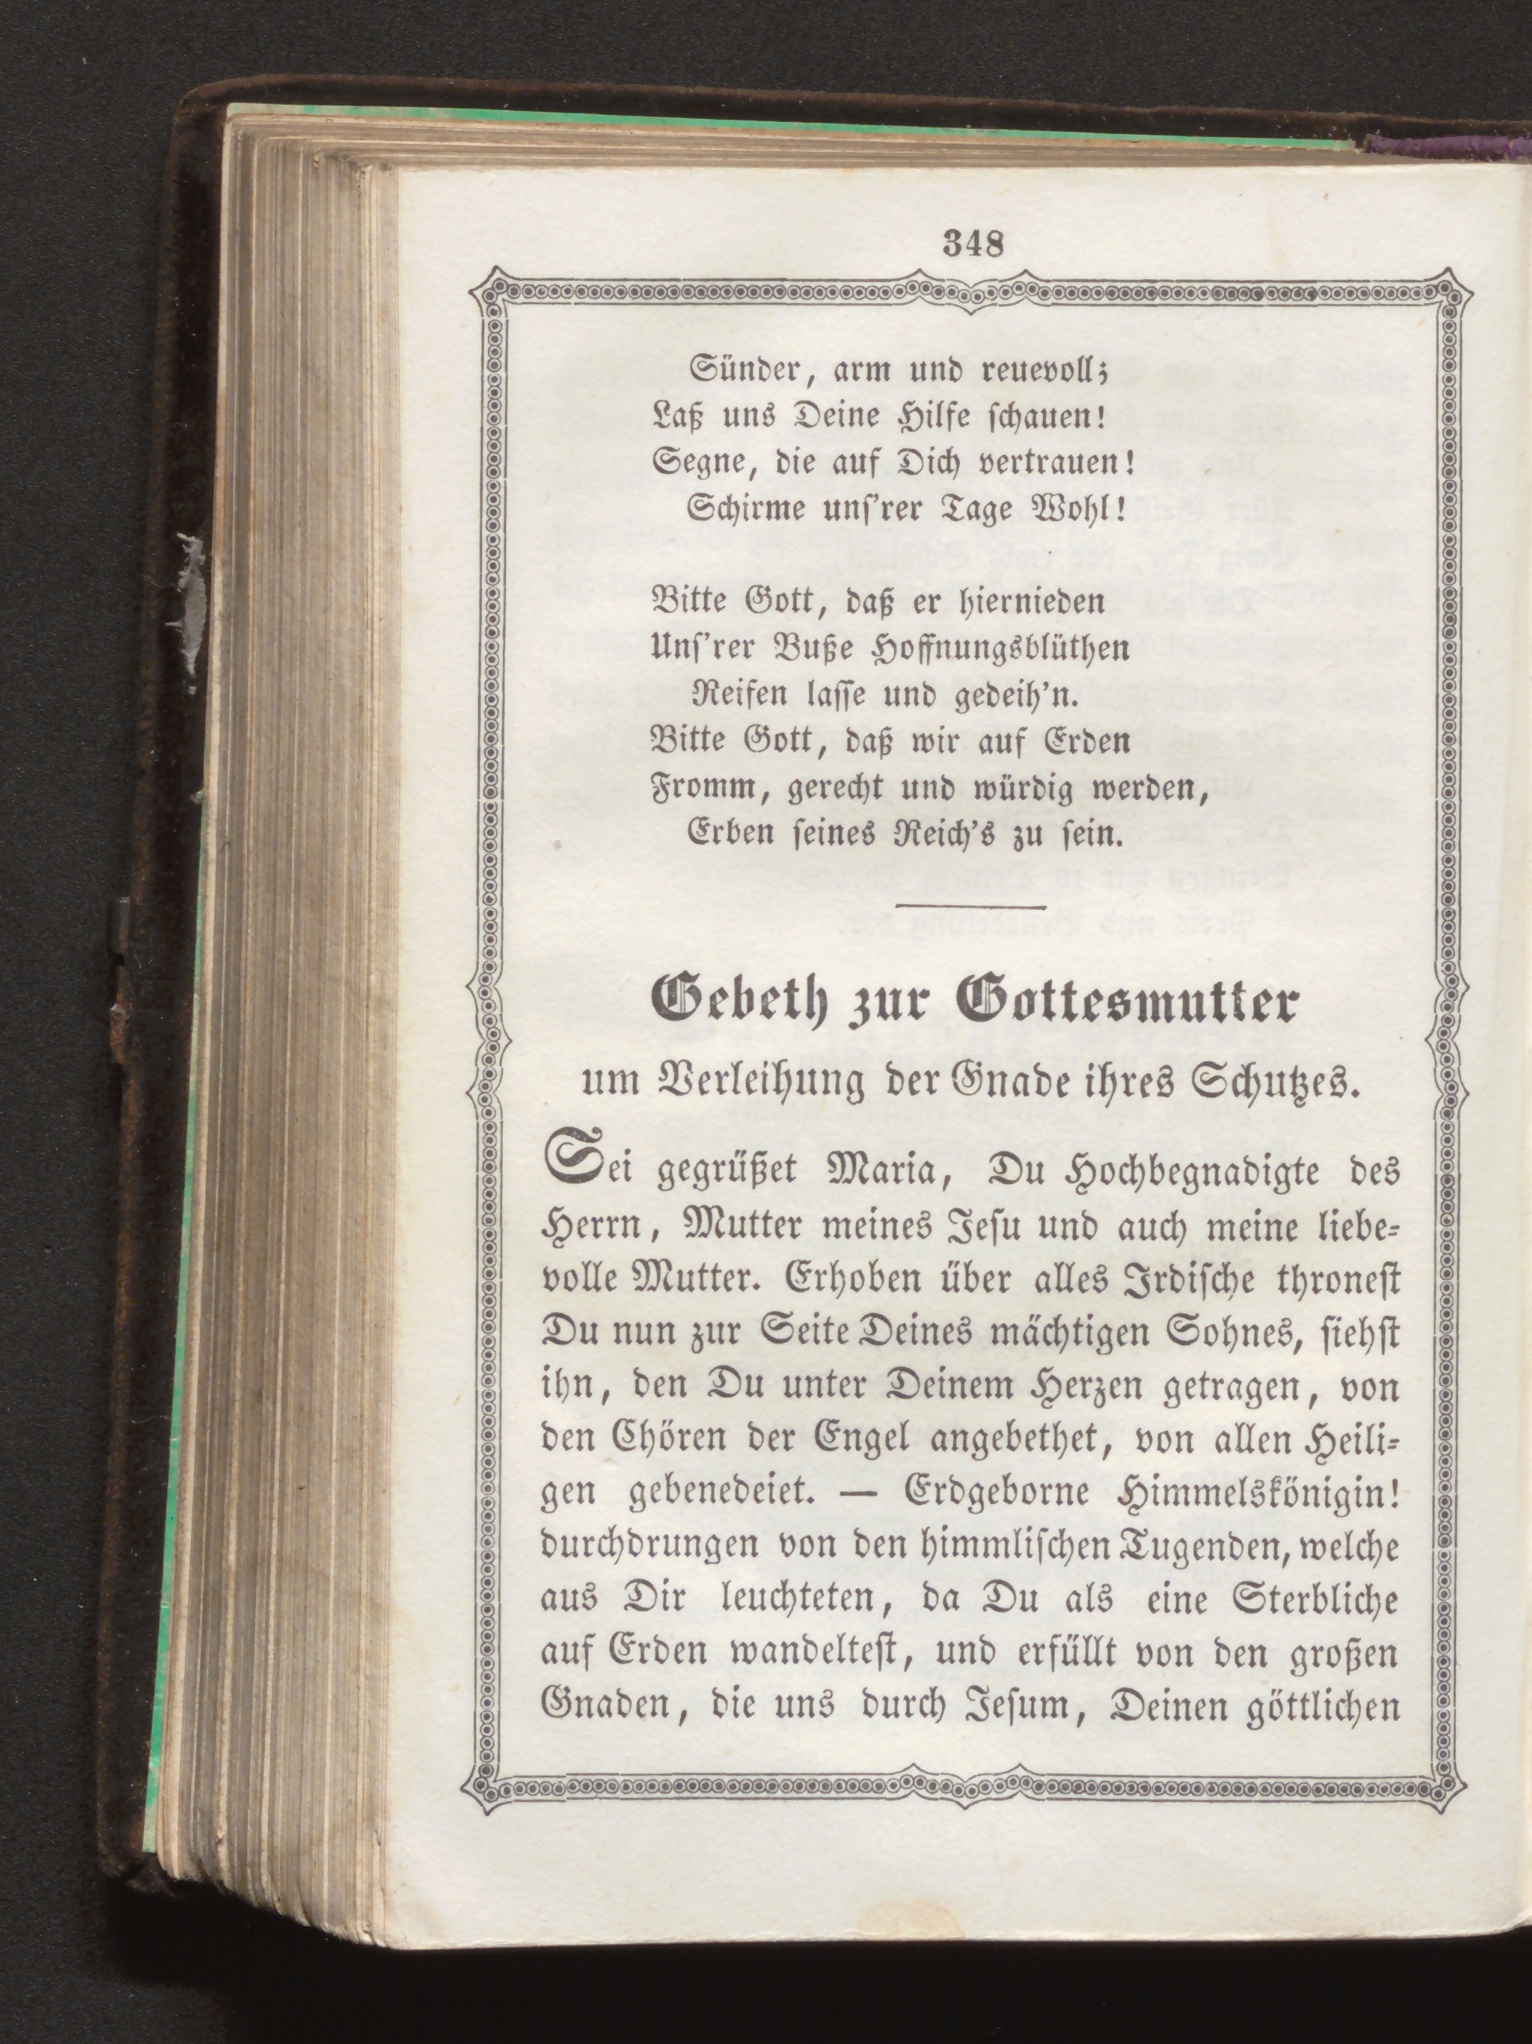 348
Sünder, arm und reuevoll;
Laß uns Deine Hilfe ſchauen!
Segne, die auf Dich vertrauen!
Schirme unſ'rer Tage Wohl!
Bitte Gott, daß er hiernieden
Unſ'rer Buße Hoffnungsblüthen
Reifen laſſe und gedeih'n.
Bitte Gott, daß wir auf Erden
Fromm, gerecht und würdig werden,
Erben ſeines Reich's zu ſein.
Gebeth zur Gottesmutter
um Verleihung der Gnade ihres Schutzes.
Sei gegrüßet Maria, Du Hochbegnadigte des
Herrn, Mutter meines Jeſu und auch meine liebe⸗
volle Mutter. Erhoben über alles Irdiſche throneſt
Du nun zur Seite Deines mächtigen Sohnes, ſiehſt
ihn, den Du unter Deinem Herzen getragen, von
den Chören der Engel angebethet, von allen Heili⸗
gen gebenedeiet. — Erdgeborne Himmelskönigin!
durchdrungen von den himmliſchen Tugenden, welche
aus Dir leuchteten, da Du als eine Sterbliche
auf Erden wandelteſt, und erfüllt von den großen
Gnaden, die uns durch Jeſum, Deinen göttlichen